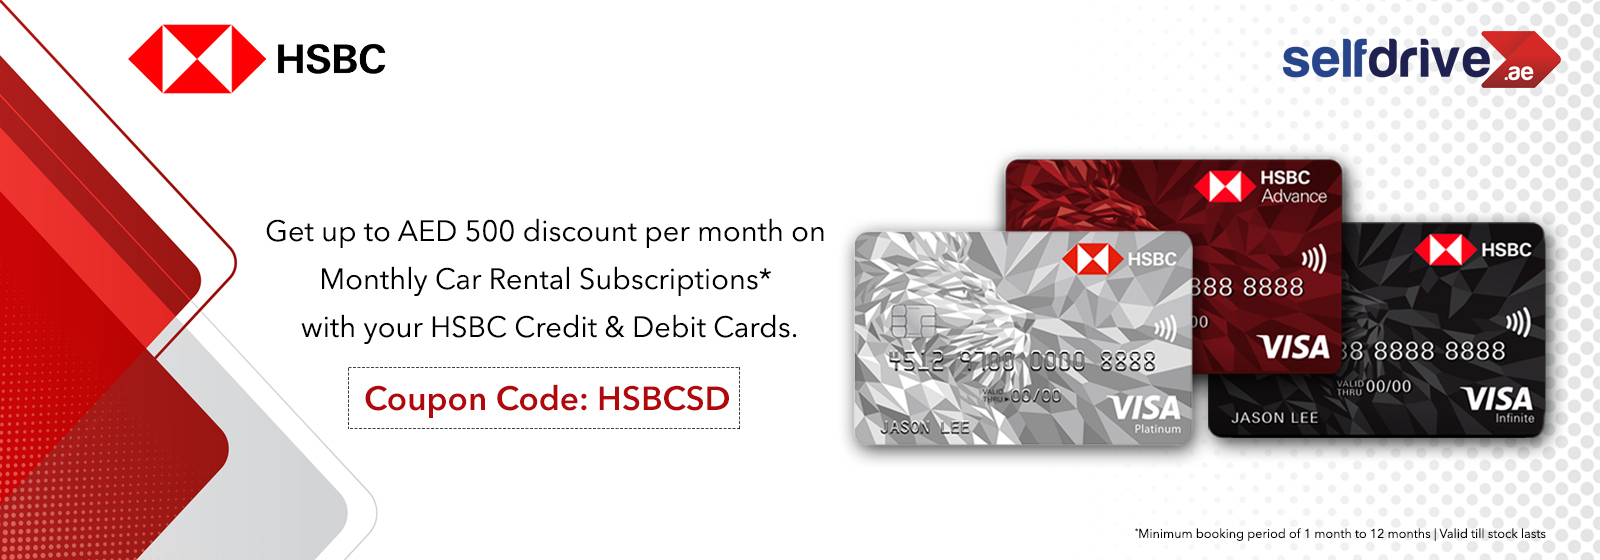 HSBC
selfdrive.ae
Get up to AED 500 discount per month on
Monthly Car Rental Subscriptions*
with your HSBC Credit & Debit Cards.
Coupon Code: HSBCSD
HSBC
Advance
888 8888
00
VISA
HSBC
4512 9700 0000 8888
VALID
THRU
00/00
VISA
Platinum
JASON LEE
HSBC
88 8888 8888
VALID
THRU
00/00
VISA
Infinite
JASON LEE
*Minimum booking period of 1 month to 12 months | Valid till stock lasts